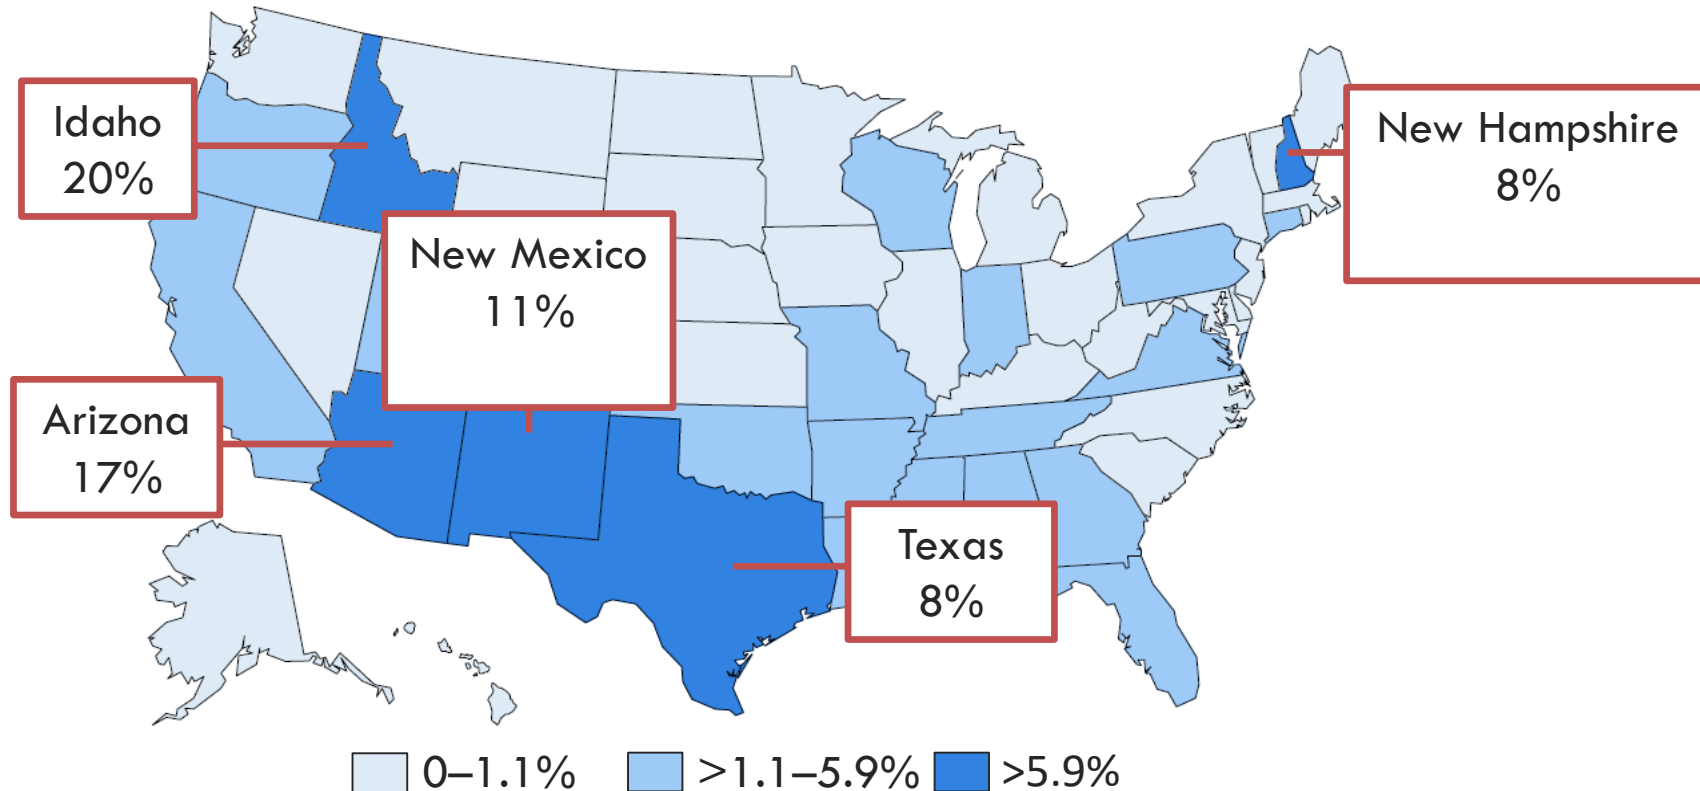 Idaho
20%
New Hampshire
8%
New Mexico
11%
Arizona
17%
Texas
8%
0–1.1%
>1.1–5.9%
>5.9%